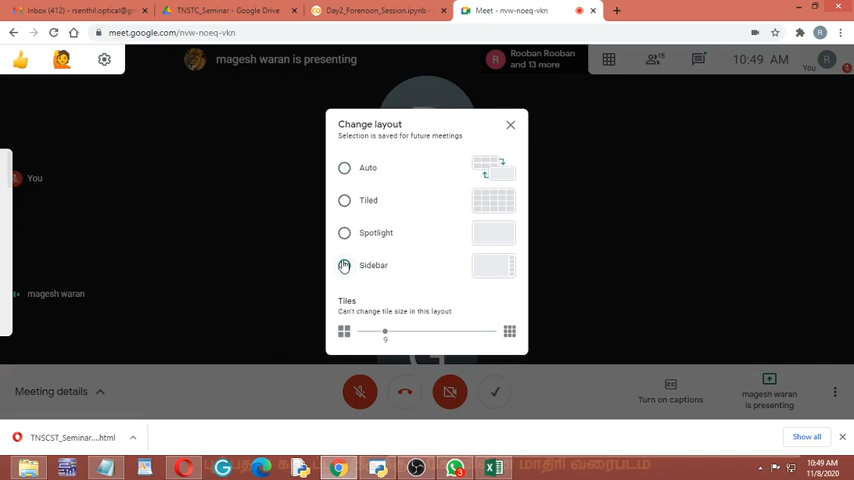 Inbox (412) - rsenthil.optical@g
TNSTC_Seminar - Google Drive
Day2_Forenoon_Session.ipynb -
Meet - nvw-noeq-vkn
meet.google.com/nvw-noeq-vkn
R
magesh waran is presenting
R
Rooban Rooban
and 13 more
18
10:49 AM
You
R
Change layout
Selection is saved for future meetings
Auto
Tiled
Spotlight
Sidebar
Tiles
Can't change tile size in this layout
9
You
magesh waran
G
Meeting details
Turn on captions
magesh waran
is presenting
TNSCST_Seminar....html
Show all
3
மாதிரி வரைபடம்
10:49 AM
11/8/2020